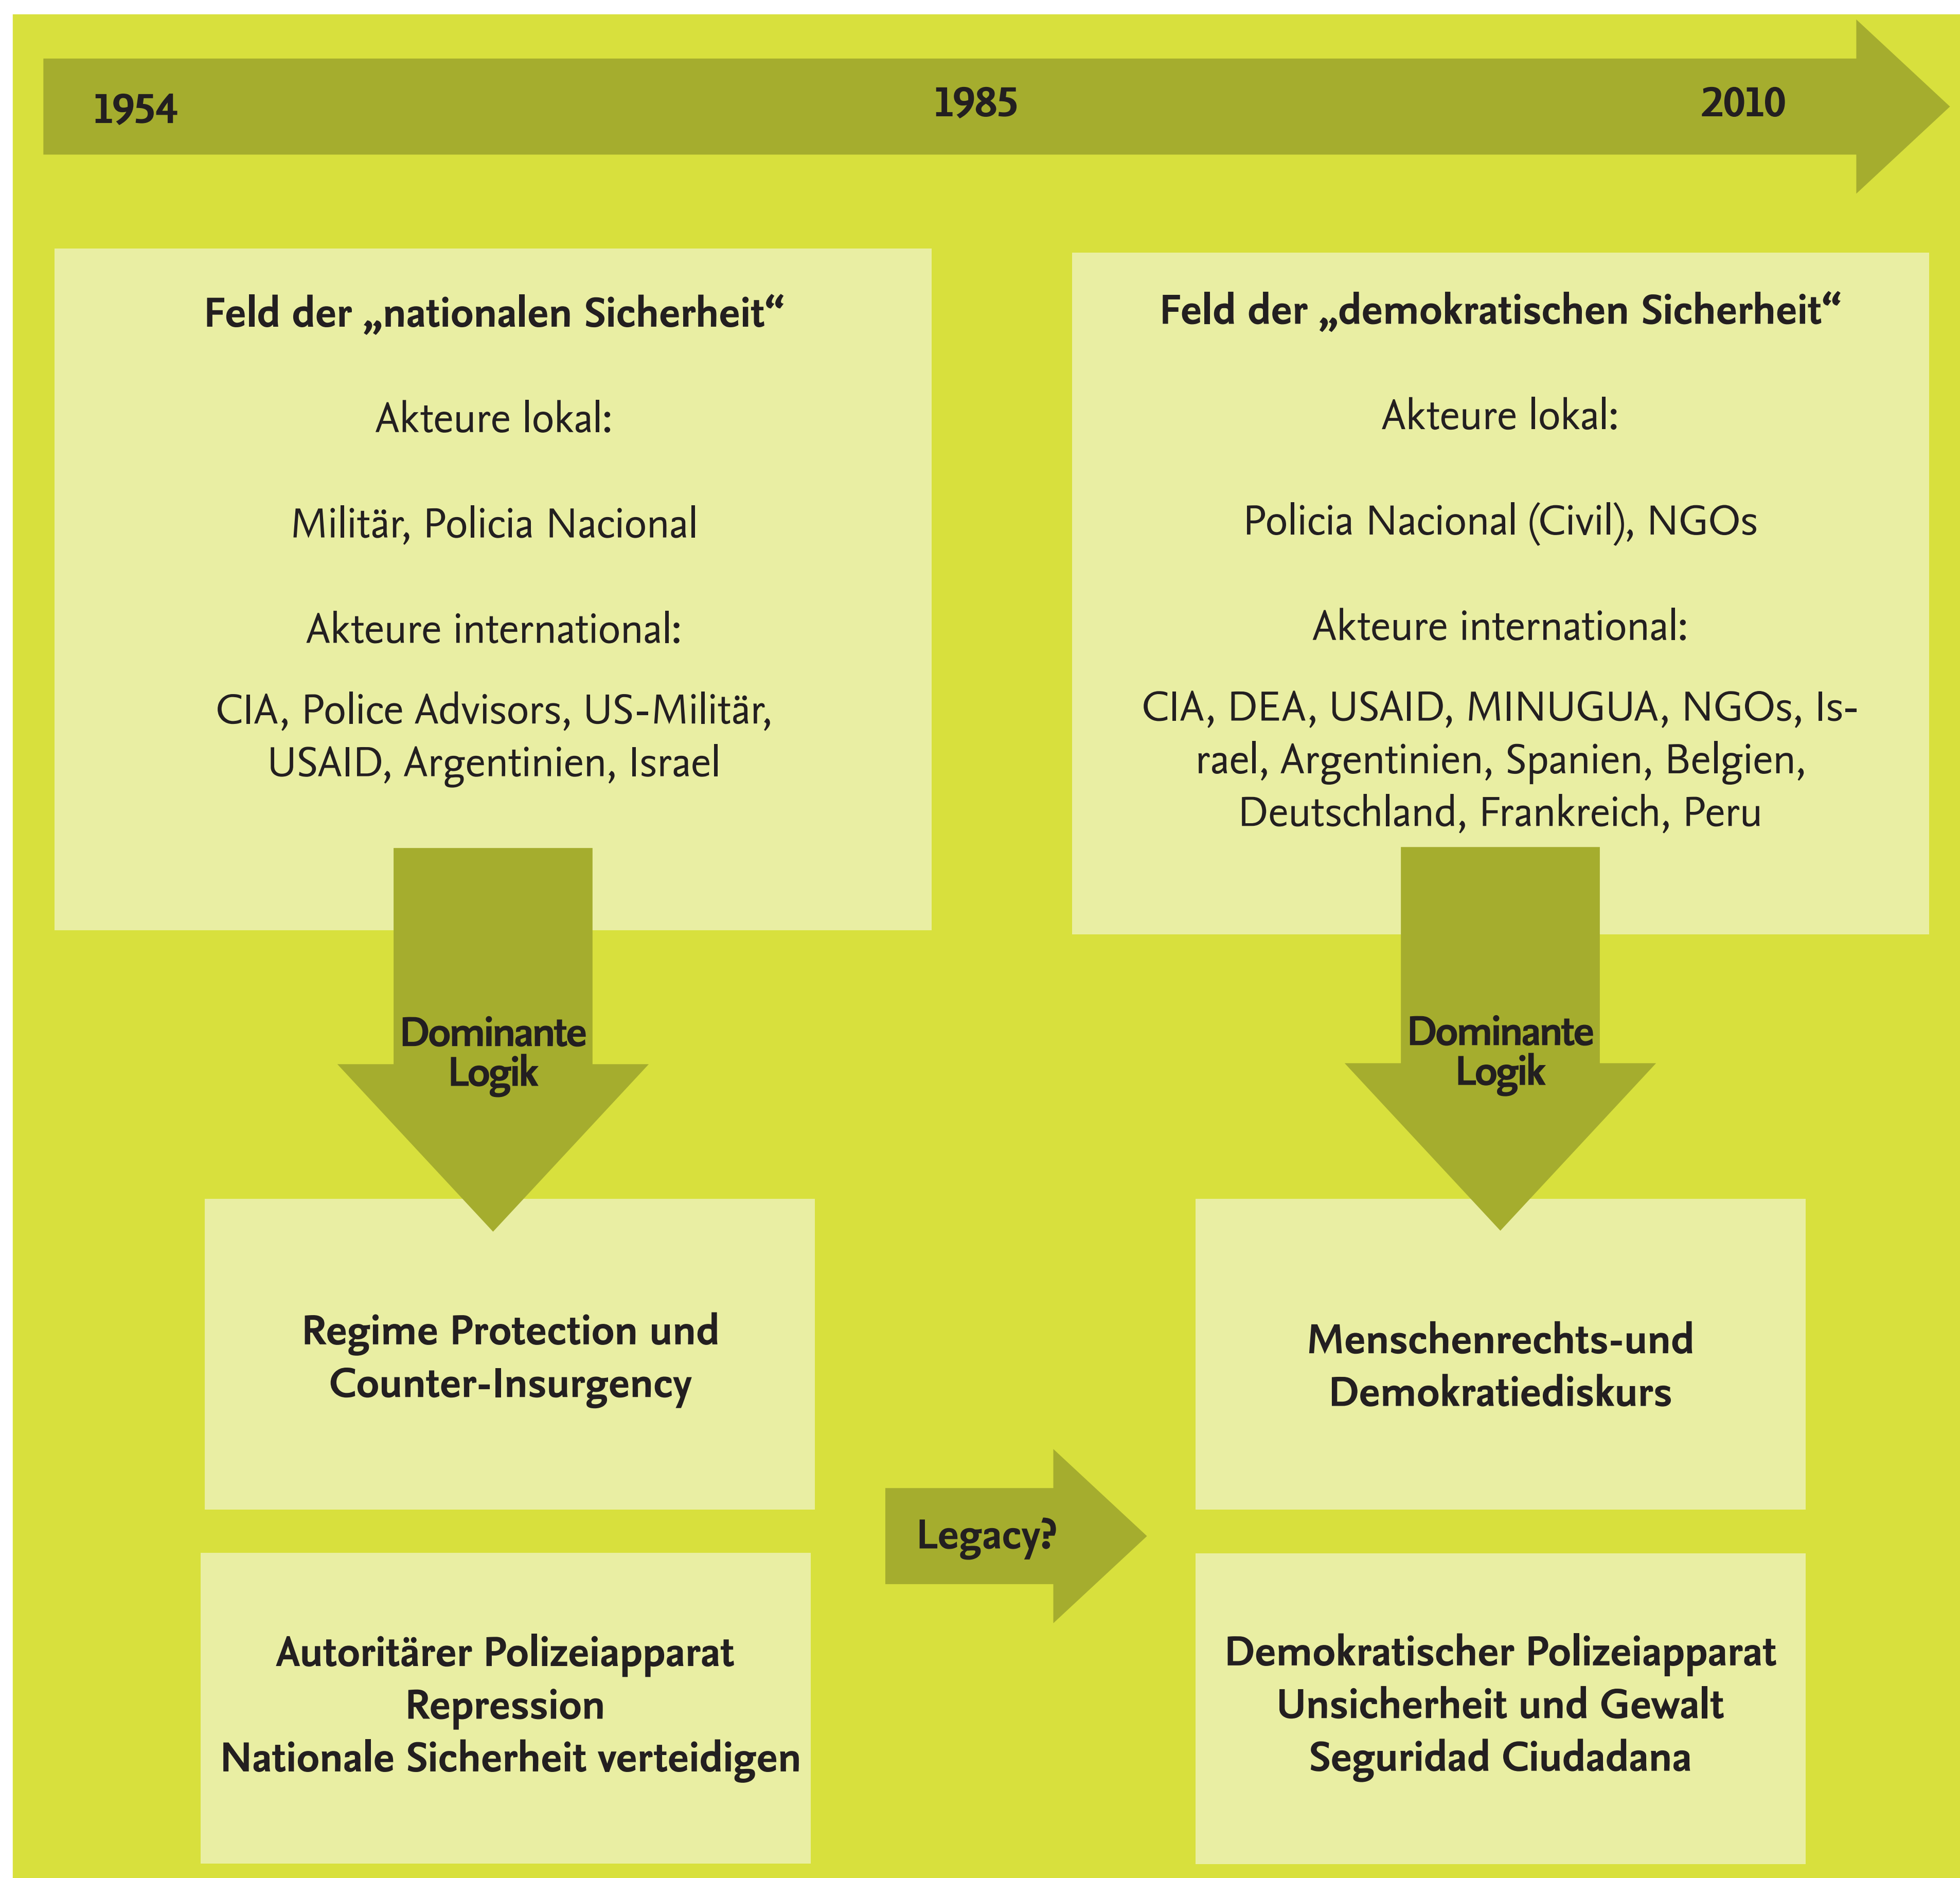 1954
1985
2010
Feld der „nationalen Sicherheit“
Akteure lokal:
Militär, Policia Nacional
Akteure international:
CIA, Police Advisors, US-Militär,
USAID, Argentinien, Israel
Dominante
Logik
Regime Protection und
Counter-Insurgency
Autoritärer Polizeiapparat
Repression
Nationale Sicherheit verteidigen
Legacy?
Feld der „demokratischen Sicherheit“
Akteure lokal:
Policia Nacional (Civil), NGOs
Akteure international:
CIA, DEA, USAID, MINUGUA, NGOs, Is-
rael, Argentinien, Spanien, Belgien,
Deutschland, Frankreich, Peru
Dominante
Logik
Menschenrechts-und
Demokratiediskurs
Demokratischer Polizeiapparat
Unsicherheit und Gewalt
Seguridad Ciudadana